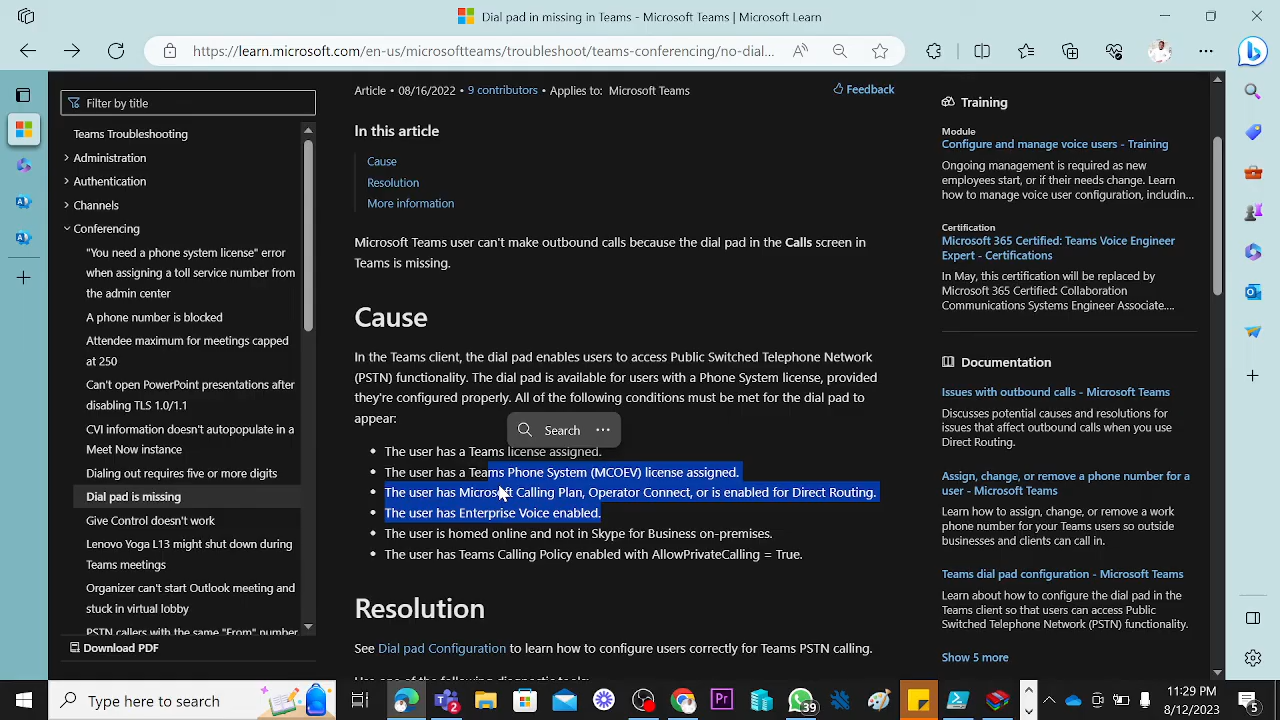 Dial pad in missing in Teams - Microsoft Teams | Microsoft Learn
https://learn.microsoft.com/en-us/microsoftteams/troubleshoot/teams-conferencing/no-dial...
Filter by title
Teams Troubleshooting
Administration
Authentication
Channels
Conferencing
"You need a phone system license" error
when assigning a toll service number from
the admin center
A phone number is blocked
Attendee maximum for meetings capped
at 250
Can't open PowerPoint presentations after
disabling TLS 1.0/1.1
CVI information doesn't autopopulate in a
Meet Now instance
Dialing out requires five or more digits
Dial pad is missing
Give Control doesn't work
Lenovo Yoga L13 might shut down during
Teams meetings
Organizer can't start Outlook meeting and
stuck in virtual lobby
PSTN callers with the same "From" number
Download PDF
Article • 08/16/2022 • 9 contributors • Applies to: Microsoft Teams
Feedback
In this article
Cause
Resolution
More information
Microsoft Teams user can't make outbound calls because the dial pad in the Calls screen in
Teams is missing.
Cause
In the Teams client, the dial pad enables users to access Public Switched Telephone Network
(PSTN) functionality. The dial pad is available for users with a Phone System license, provided
they're configured properly. All of the following conditions must be met for the dial pad to
appear:
Search
• The user has a Teams license assigned.
• The user has a Teams Phone System (MCOEV) license assigned.
• The user has Microsoft Calling Plan, Operator Connect, or is enabled for Direct Routing.
• The user has Enterprise Voice enabled.
• The user is homed online and not in Skype for Business on-premises.
• The user has Teams Calling Policy enabled with AllowPrivateCalling = True.
Resolution
See Dial pad Configuration to learn how to configure users correctly for Teams PSTN calling.
Training
Module
Configure and manage voice users - Training
Ongoing management is required as new
employees start, or if their needs change. Learn
how to manage voice user configuration, includin...
Certification
Microsoft 365 Certified: Teams Voice Engineer
Expert - Certifications
In May, this certification will be replaced by
Microsoft 365 Certified: Collaboration
Communications Systems Engineer Associate....
Documentation
Issues with outbound calls - Microsoft Teams
Discusses potential causes and resolutions for
issues that affect outbound calls when you use
Direct Routing.
Assign, change, or remove a phone number for a
user - Microsoft Teams
Learn how to assign, change, or remove a work
phone number for your Teams users so outside
businesses and clients can call in.
Teams dial pad configuration - Microsoft Teams
Learn about how to configure the dial pad in the
Teams client so that users can access Public
Switched Telephone Network (PSTN) functionality.
Show 5 more
Type here to search
2
39
Pr
11:29 PM
8/12/2023
5